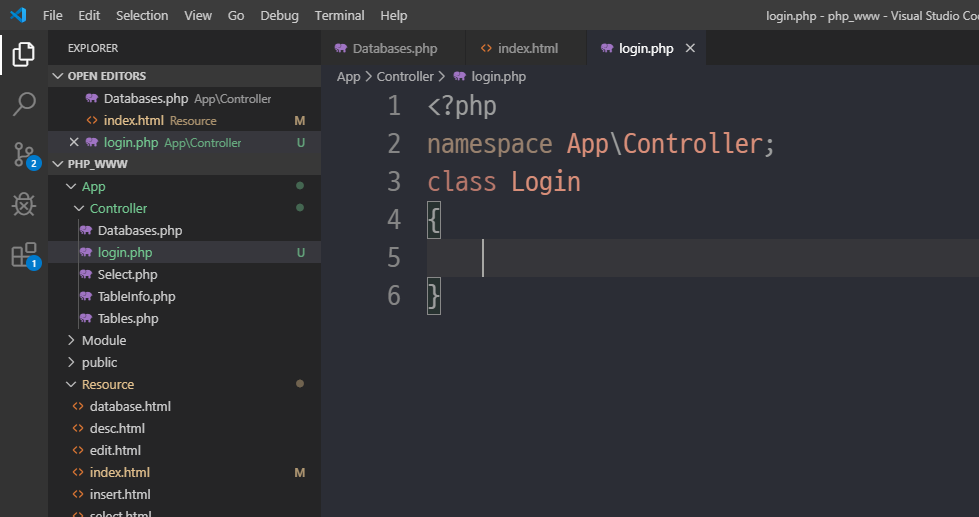 File Edit Selection View Go Debug Terminal Help login.php - php_www - Visual Studio Co
EXPLORER
OPEN EDITORS
Databases.php App\Controller
index.html Resource M
login.php App\Controller U
PHP_WWW
App
Controller
Databases.php
login.php U
Select.php
TableInfo.php
Tables.php
Module
public
Resource
database.html
desc.html
edit.html
index.html M
insert.html
select.html
2
1
Databases.php index.html login.php
App Controller login.php
1 <?php
2 namespace App\Controller;
3 class Login
4 {
5
6 }